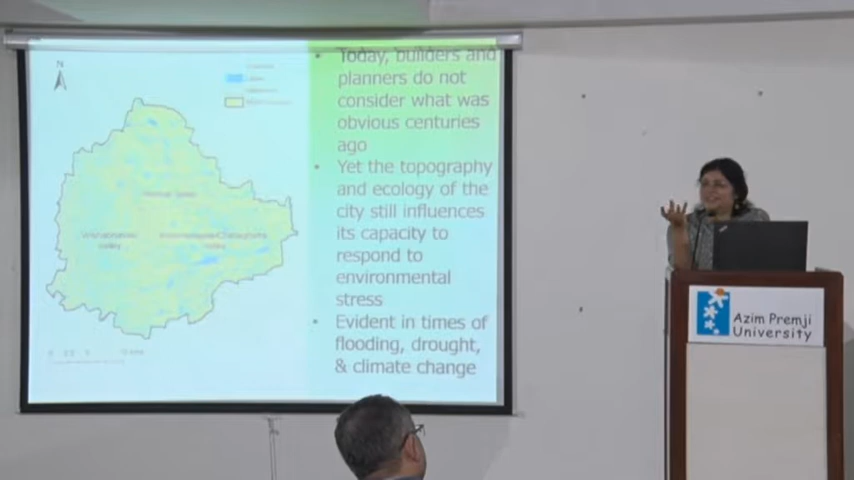 N
• Today, builders and
planners do not
consider what was
obvious centuries
ago
• Yet the topography
and ecology of the
city still influences
its capacity to
respond to
environmental
stress
• Evident in times of
flooding, drought,
& climate change
Azim Premji
University